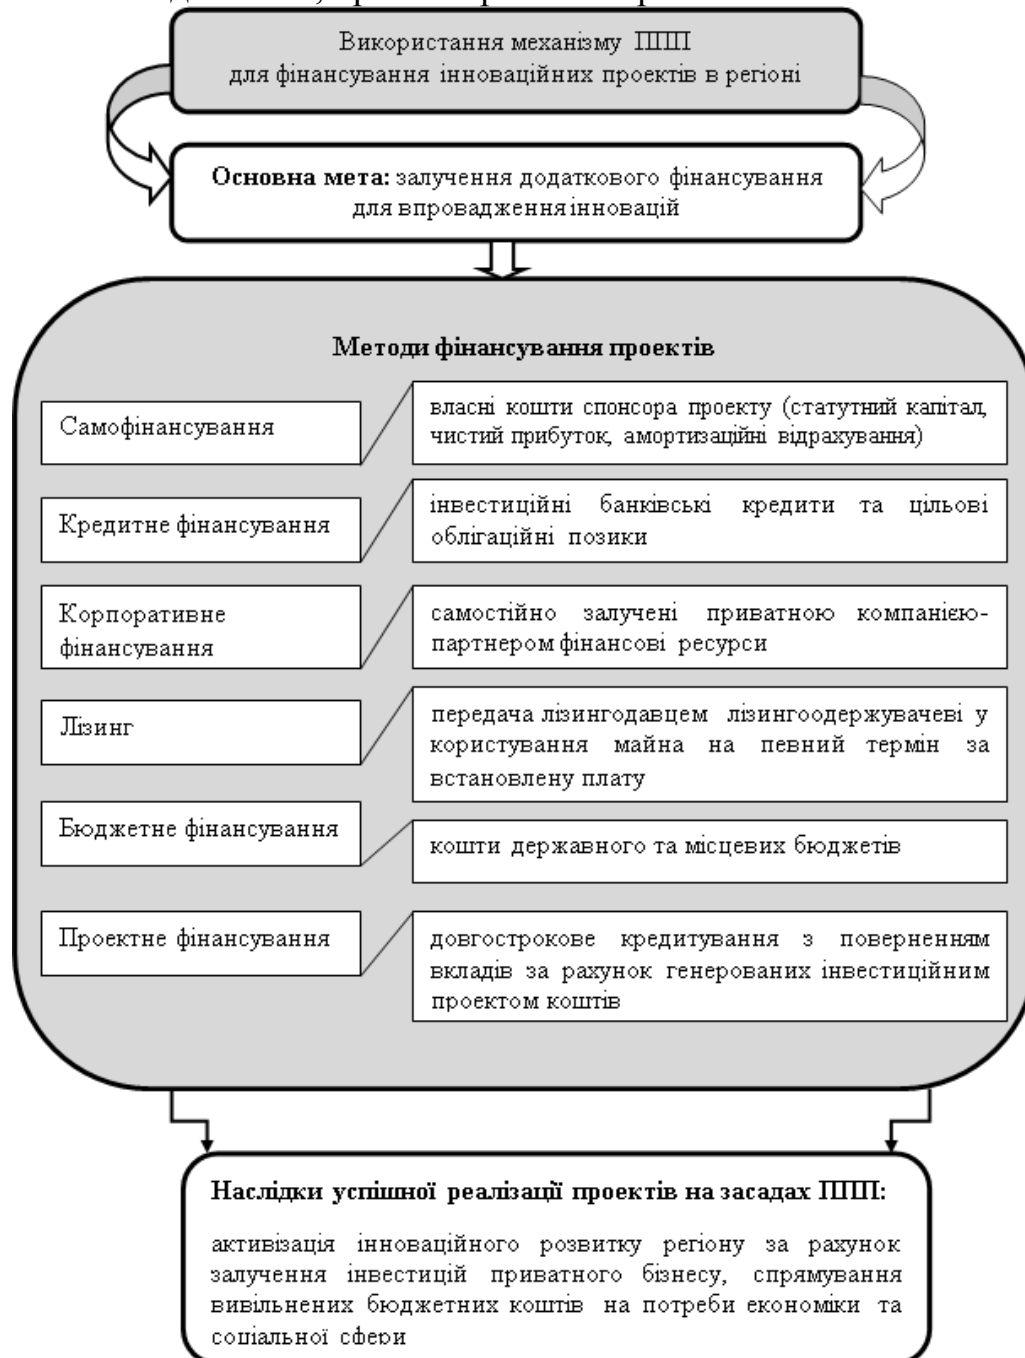 Використання механізму ППП
для фінансування інноваційних проектів в регіоні
Основна мета: залучення додаткового фінансування
для впровадження інновацій
Методи фінансування проектів
Самофінансування
власні кошти спонсора проекту (статутний капітал,
чистий прибуток, амортизаційні відрахування)
Кредитне фінансування
інвестиційні банківські кредити та цільові
облігаційні позики
Корпоративне
фінансування
самостійно залучені приватною компанією-
партнером фінансові ресурси
Лізинг
передача лізингодавцем лізингоодержувачеві у
користування майна на певний термін за
встановлену плату
Бюджетне фінансування
кошти державного та місцевих бюджетів
Проектне фінансування
довгострокове кредитування з поверненням
вкладів за рахунок генерованих інвестиційним
проектом коштів
Наслідки успішної реалізації проектів на засадах ППП:
активізація інноваційного розвитку регіону за рахунок
залучення інвестицій приватного бізнесу, спрямування
вивільнених бюджетних коштів на потреби економіки та
соціальної сфери